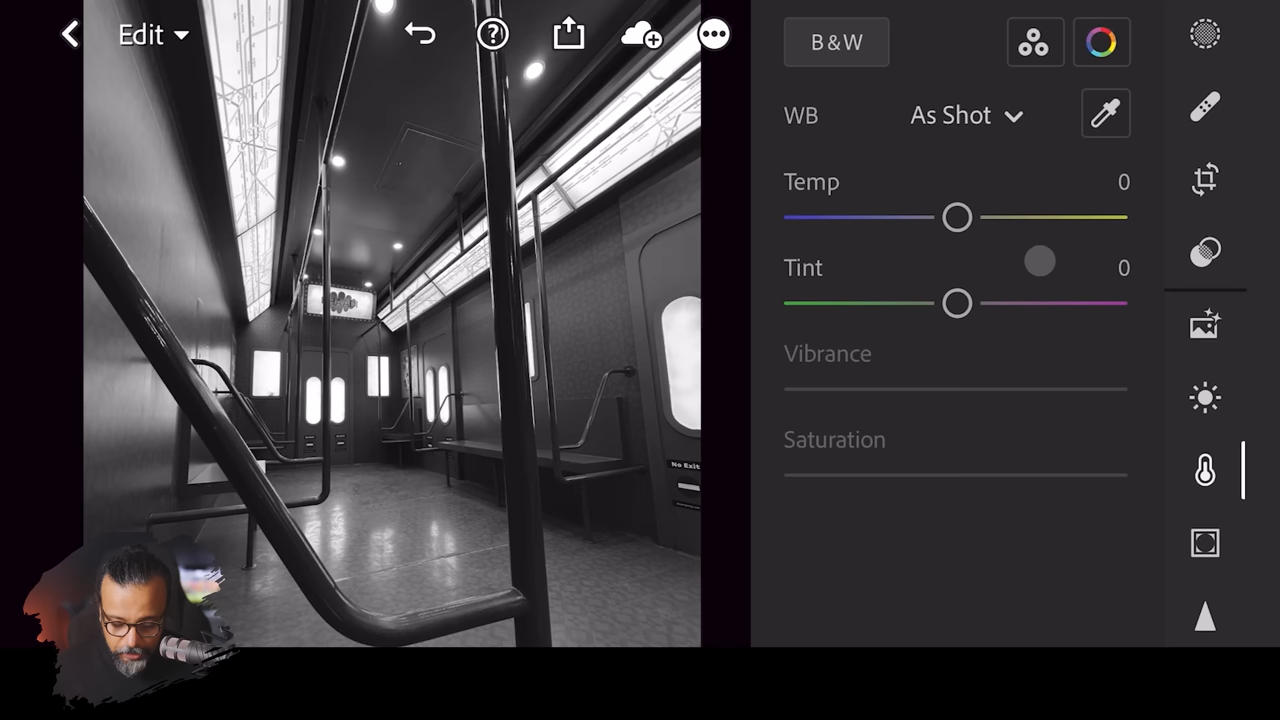 Edit
B&W
WB
As Shot
Temp
0
Tint
0
Vibrance
Saturation
No Exit